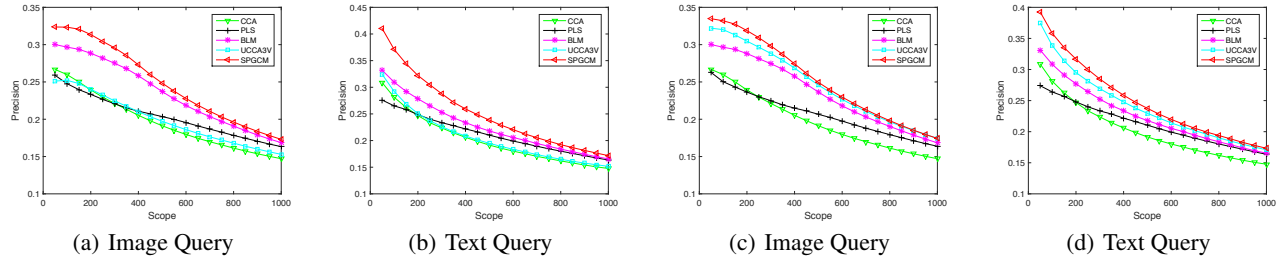 0.35
0.3
0.25
0.2
0.15
0.1
Precision
0
200
400
600
800
1000
Scope
CCA
PLS
BLM
UCCA3V
SPGCM
(a) Image Query
0.45
0.4
0.35
0.3
0.25
0.2
0.15
0.1
Precision
0
200
400
600
800
1000
Scope
CCA
PLS
BLM
UCCA3V
SPGCM
(b) Text Query
0.35
0.3
0.25
0.2
0.15
0.1
Precision
0
200
400
600
800
1000
Scope
CCA
PLS
BLM
UCCA3V
SPGCM
(c) Image Query
0.4
0.35
0.3
0.25
0.2
0.15
0.1
Precision
0
200
400
600
800
1000
Scope
CCA
PLS
BLM
UCCA3V
SPGCM
(d) Text Query